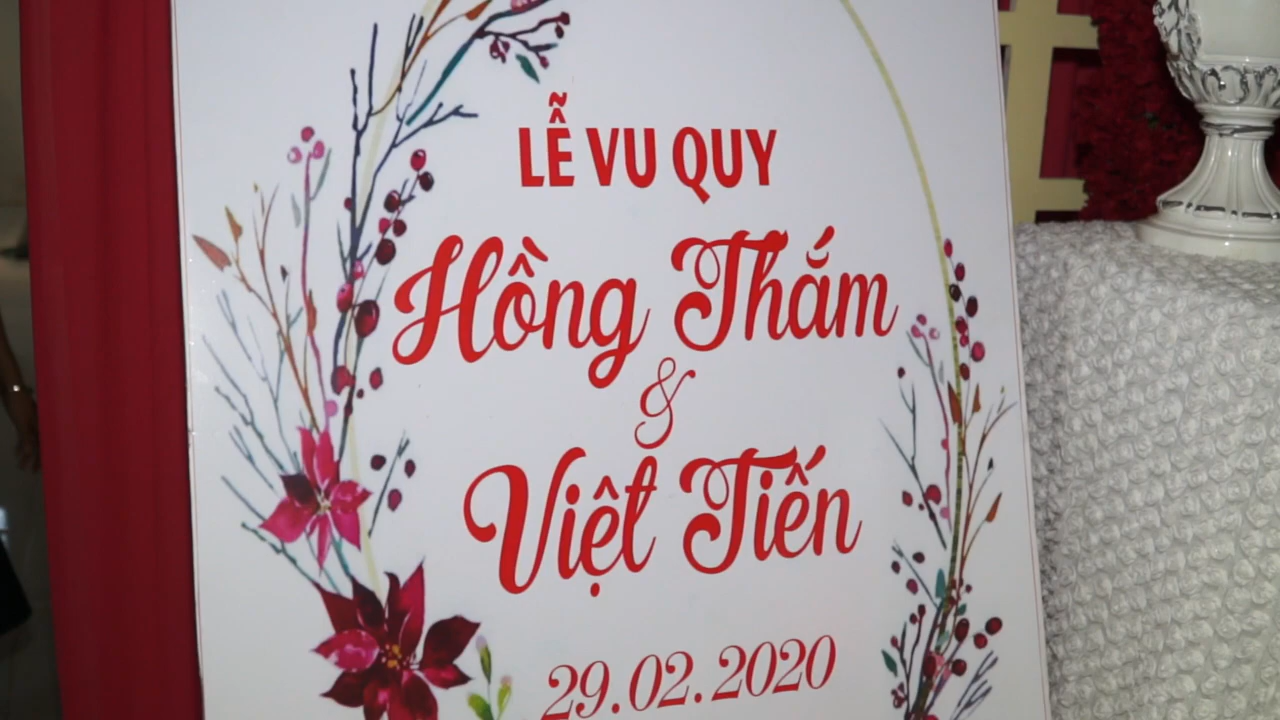 LỄ VU QUY
Hồng Thắm
&
Việt Tiến
29.02.2020